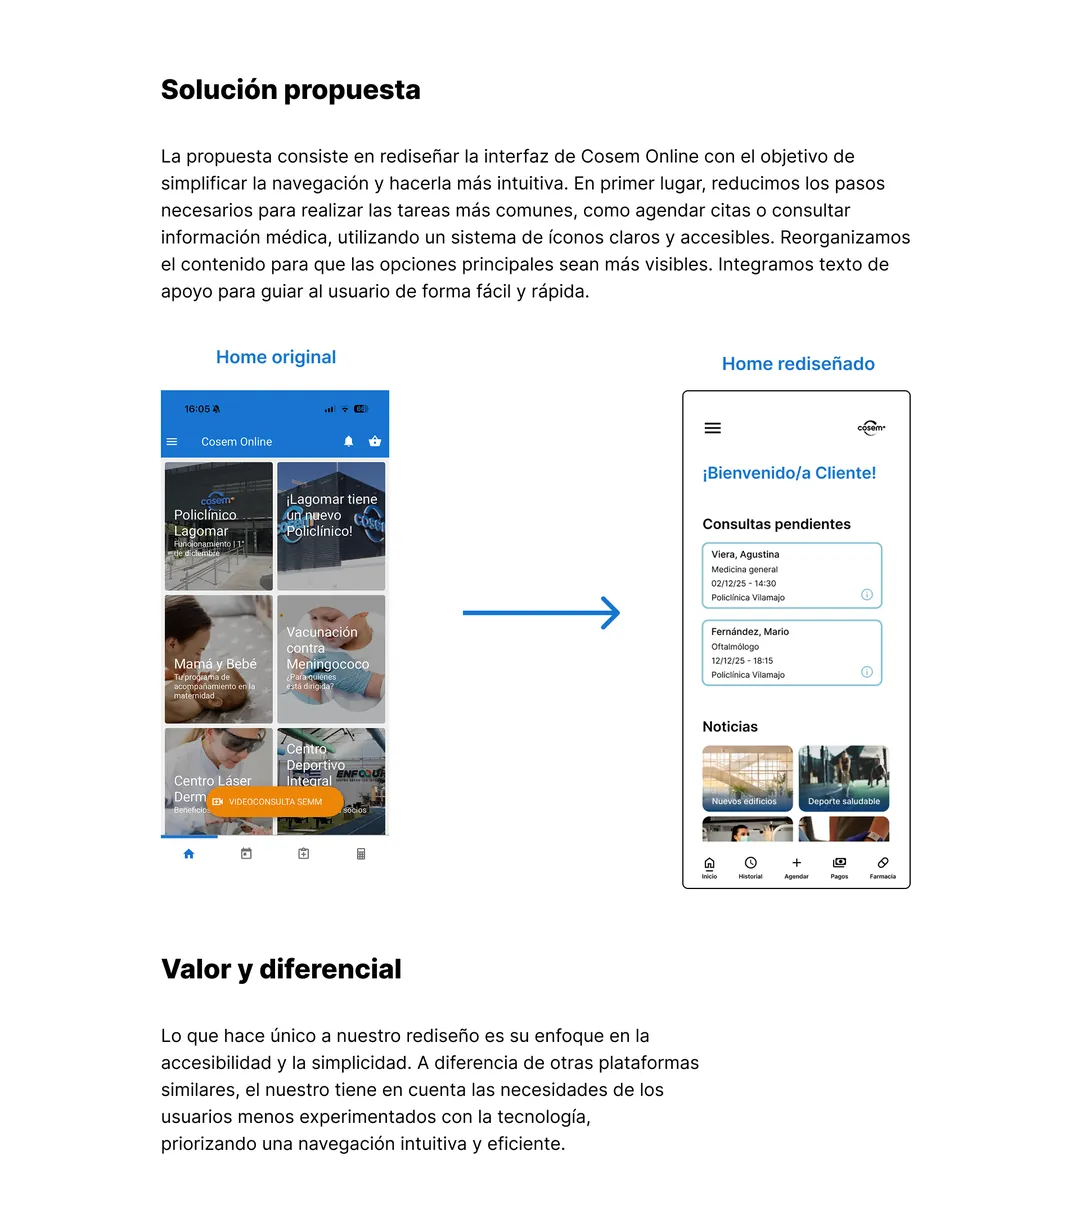 Solución propuesta
La propuesta consiste en rediseñar la interfaz de Cosem Online con el objetivo de
simplificar la navegación y hacerla más intuitiva. En primer lugar, reducimos los pasos
necesarios para realizar las tareas más comunes, como agendar citas o consultar
información médica, utilizando un sistema de íconos claros y accesibles. Reorganizamos
el contenido para que las opciones principales sean más visibles. Integramos texto de
apoyo para guiar al usuario de forma fácil y rápida.
Home original
16:05
Cosem Online
cosem
Policlínico
Lagomar
Funcionamiento | 1°
de diciembre
¡Lagomar tiene
un nuevo
Policlínico!
Mamá y Bebé
Tu programa de
acompañamiento en la
maternidad
Vacunación
contra
Meningococo
¿Para quiénes
está dirigida?
Centro Láser
Derm
Beneficio
Centro
Deportivo
Integral
socios
VIDEOCONSULTA SEMM
Home rediseñado
cosem
¡Bienvenido/a Cliente!
Consultas pendientes
Viera, Agustina
Medicina general
02/12/25 - 14:30
Policlínica Vilamajo
Fernández, Mario
Oftalmólogo
12/12/25 - 18:15
Policlínica Vilamajo
Noticias
Nuevos edificios
Deporte saludable
Inicio
Historial
Agendar
Pagos
Farmacia
Valor y diferencial
Lo que hace único a nuestro rediseño es su enfoque en la
accesibilidad y la simplicidad. A diferencia de otras plataformas
similares, el nuestro tiene en cuenta las necesidades de los
usuarios menos experimentados con la tecnología,
priorizando una navegación intuitiva y eficiente.